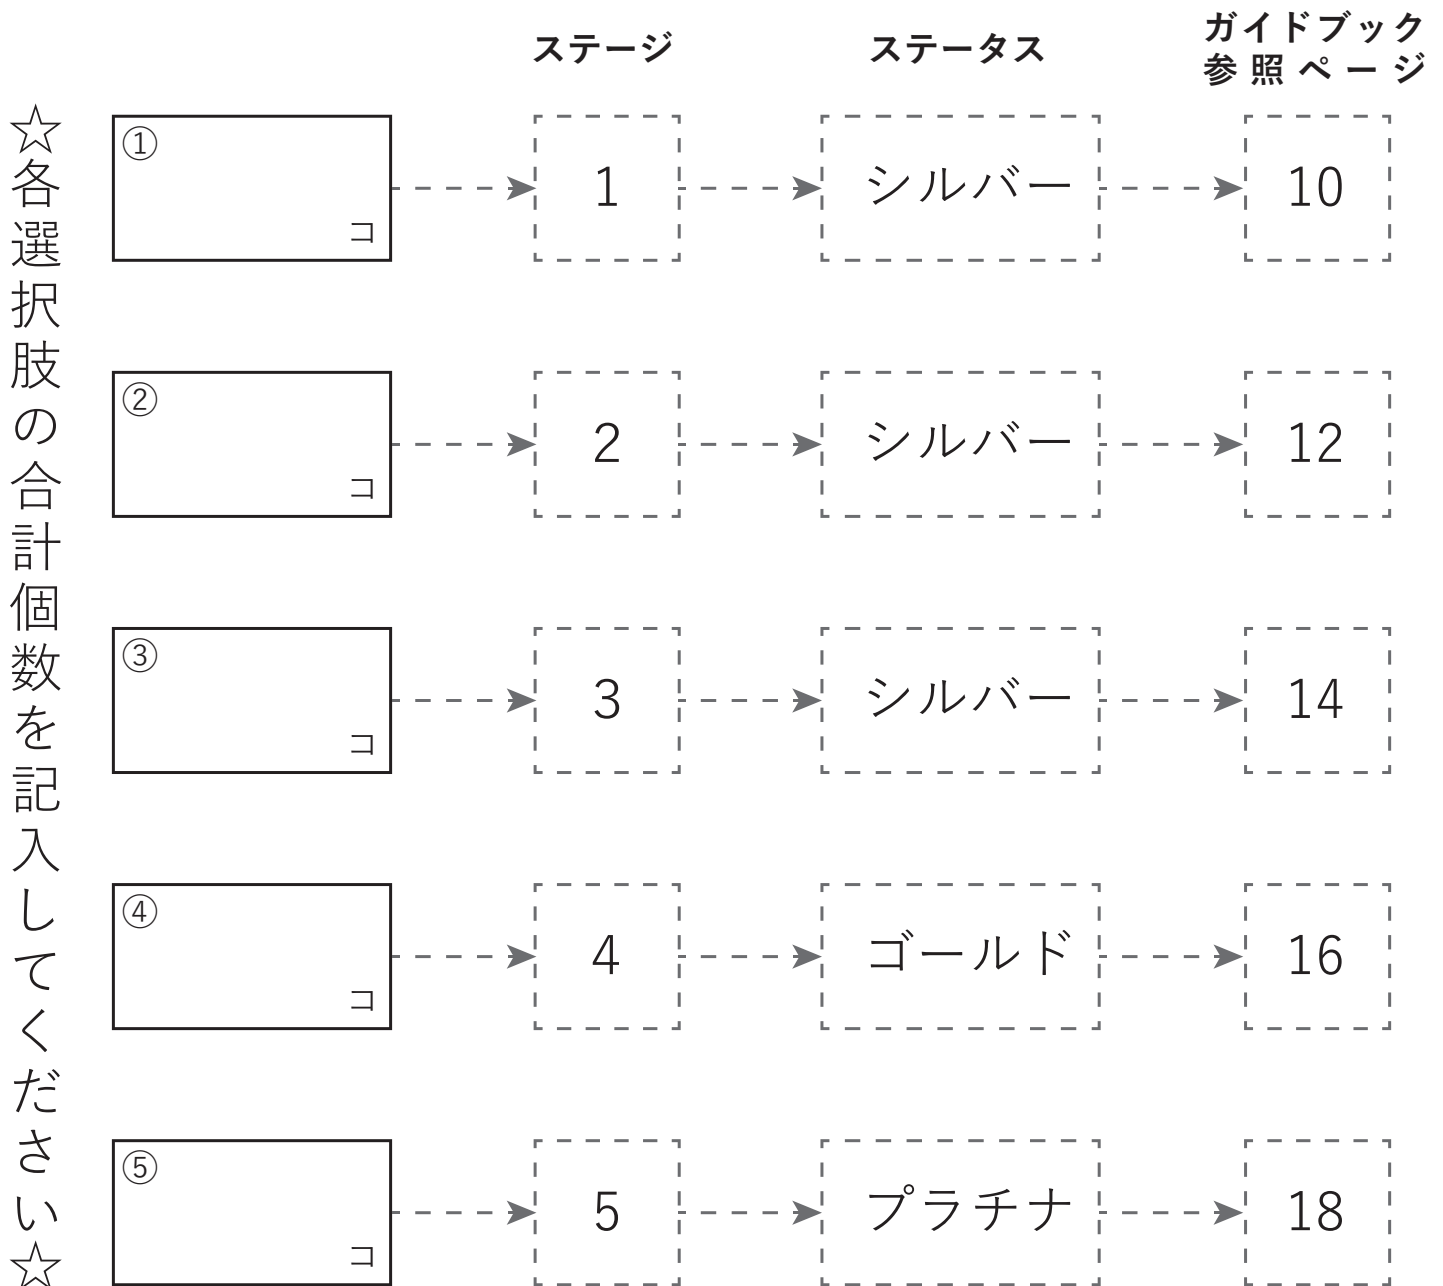 ステージ
ステータス
ガイドブック
参照ページ
☆各選択肢の合計個数を記入してください☆
①
コ
1
シルバー
10
②
コ
2
シルバー
12
③
コ
3
シルバー
14
④
コ
4
ゴールド
16
⑤
コ
5
プラチナ
18